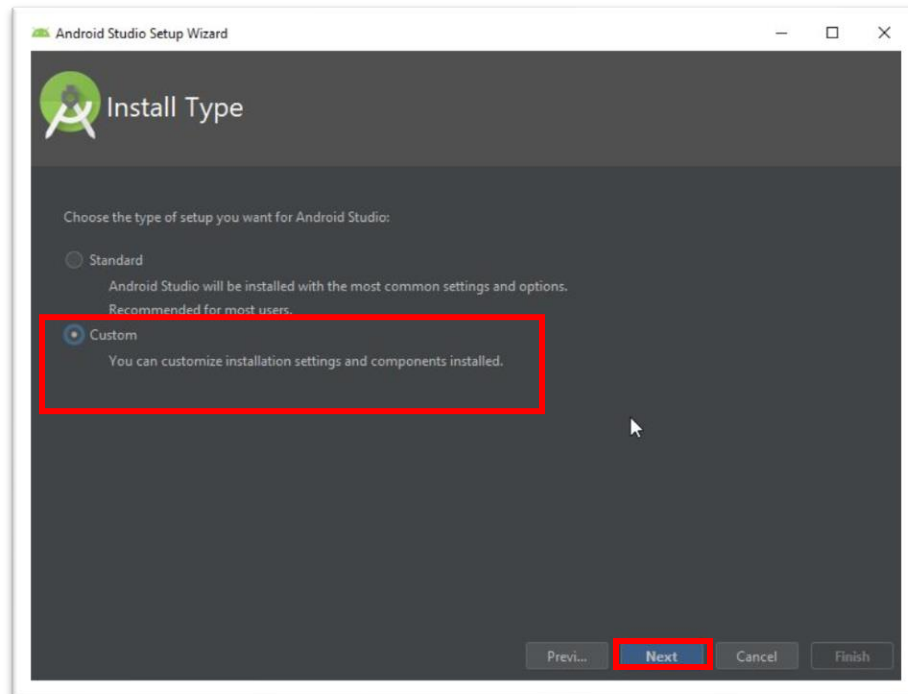 Android Studio Setup Wizard
Install Type
Choose the type of setup you want for Android Studio:
Standard
Android Studio will be installed with the most common settings and options.
Recommended for most users.
Custom
You can customize installation settings and components installed.
Previ... Next Cancel Finish